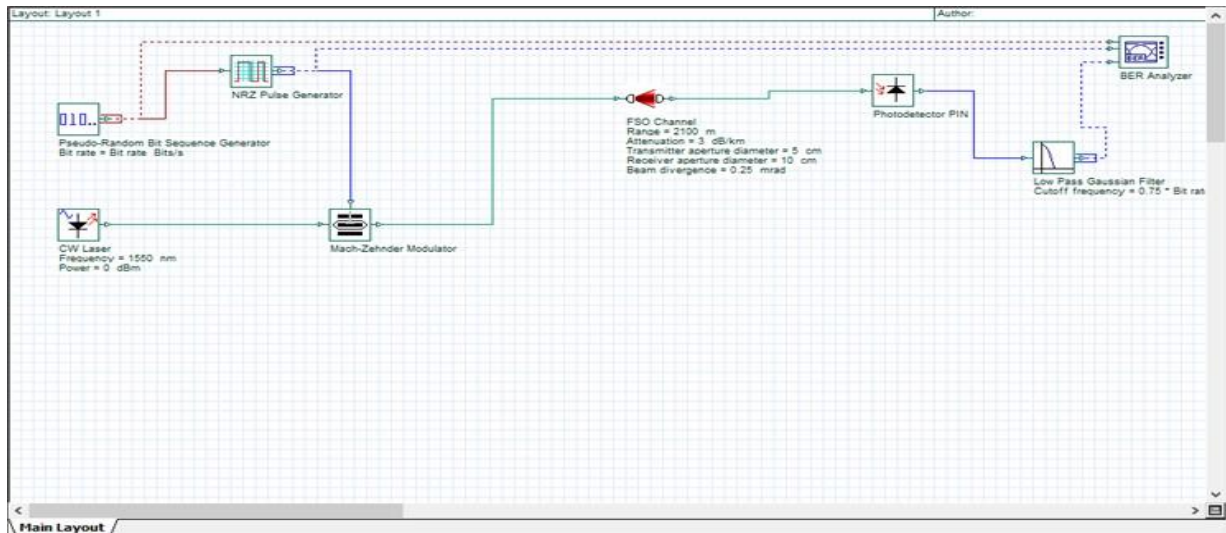 Layout: Layout 1
Author:
NRZ Pulse Generator
BER
BER Analyzer
010..
Pseudo-Random Bit Sequence Generator
Bit rate = Bit rate Bits/s
Photodetector PIN
FSO Channel
Range = 2100 m
Attenuation = 3 dB/km
Transmitter aperture diameter = 5 cm
Receiver aperture diameter = 10 cm
Beam divergence = 0.25 mrad
Low Pass Gaussian Filter
Cutoff frequency = 0.75 * Bit rat
CW Laser
Frequency = 1550 nm
Power = 0 dBm
Mach-Zehnder Modulator
Main Layout